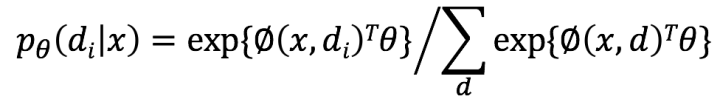 p_θ(d_i|x) = exp{∅(x, d_i)^T θ} / ∑_d exp{∅(x, d)^T θ}